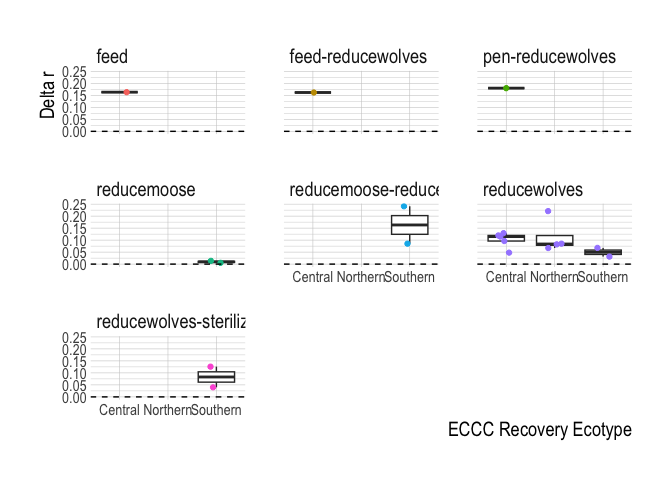 feed
feed-reducewolves
pen-reducewolves
Delta r
0.25
0.20
0.15
0.10
0.05
0.00
reducemoose
reducemoose-reduce
reducewolves
0.25
0.20
0.15
0.10
0.05
0.00
Central Northern Southern
Central Northern Southern
reducewolves-steriliz
0.25
0.20
0.15
0.10
0.05
0.00
Central Northern Southern
ECCC Recovery Ecotype